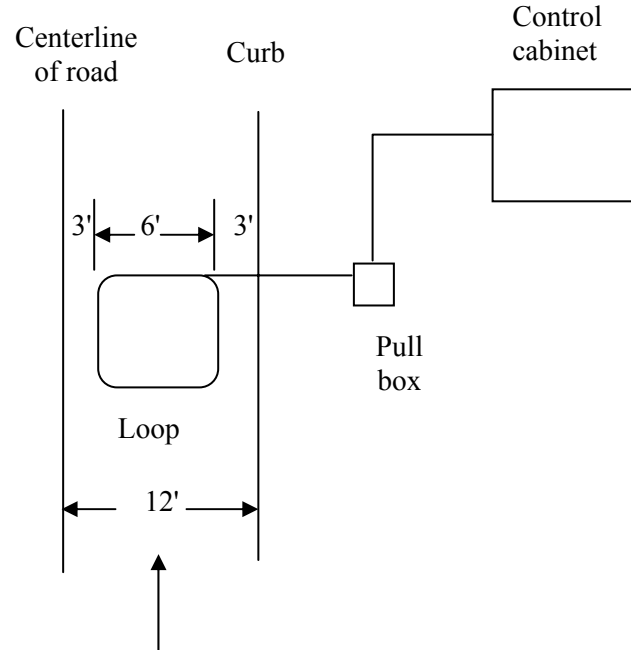 Control
cabinet
Centerline
of road
Curb
3' 6' 3'
Pull
box
Loop
12'